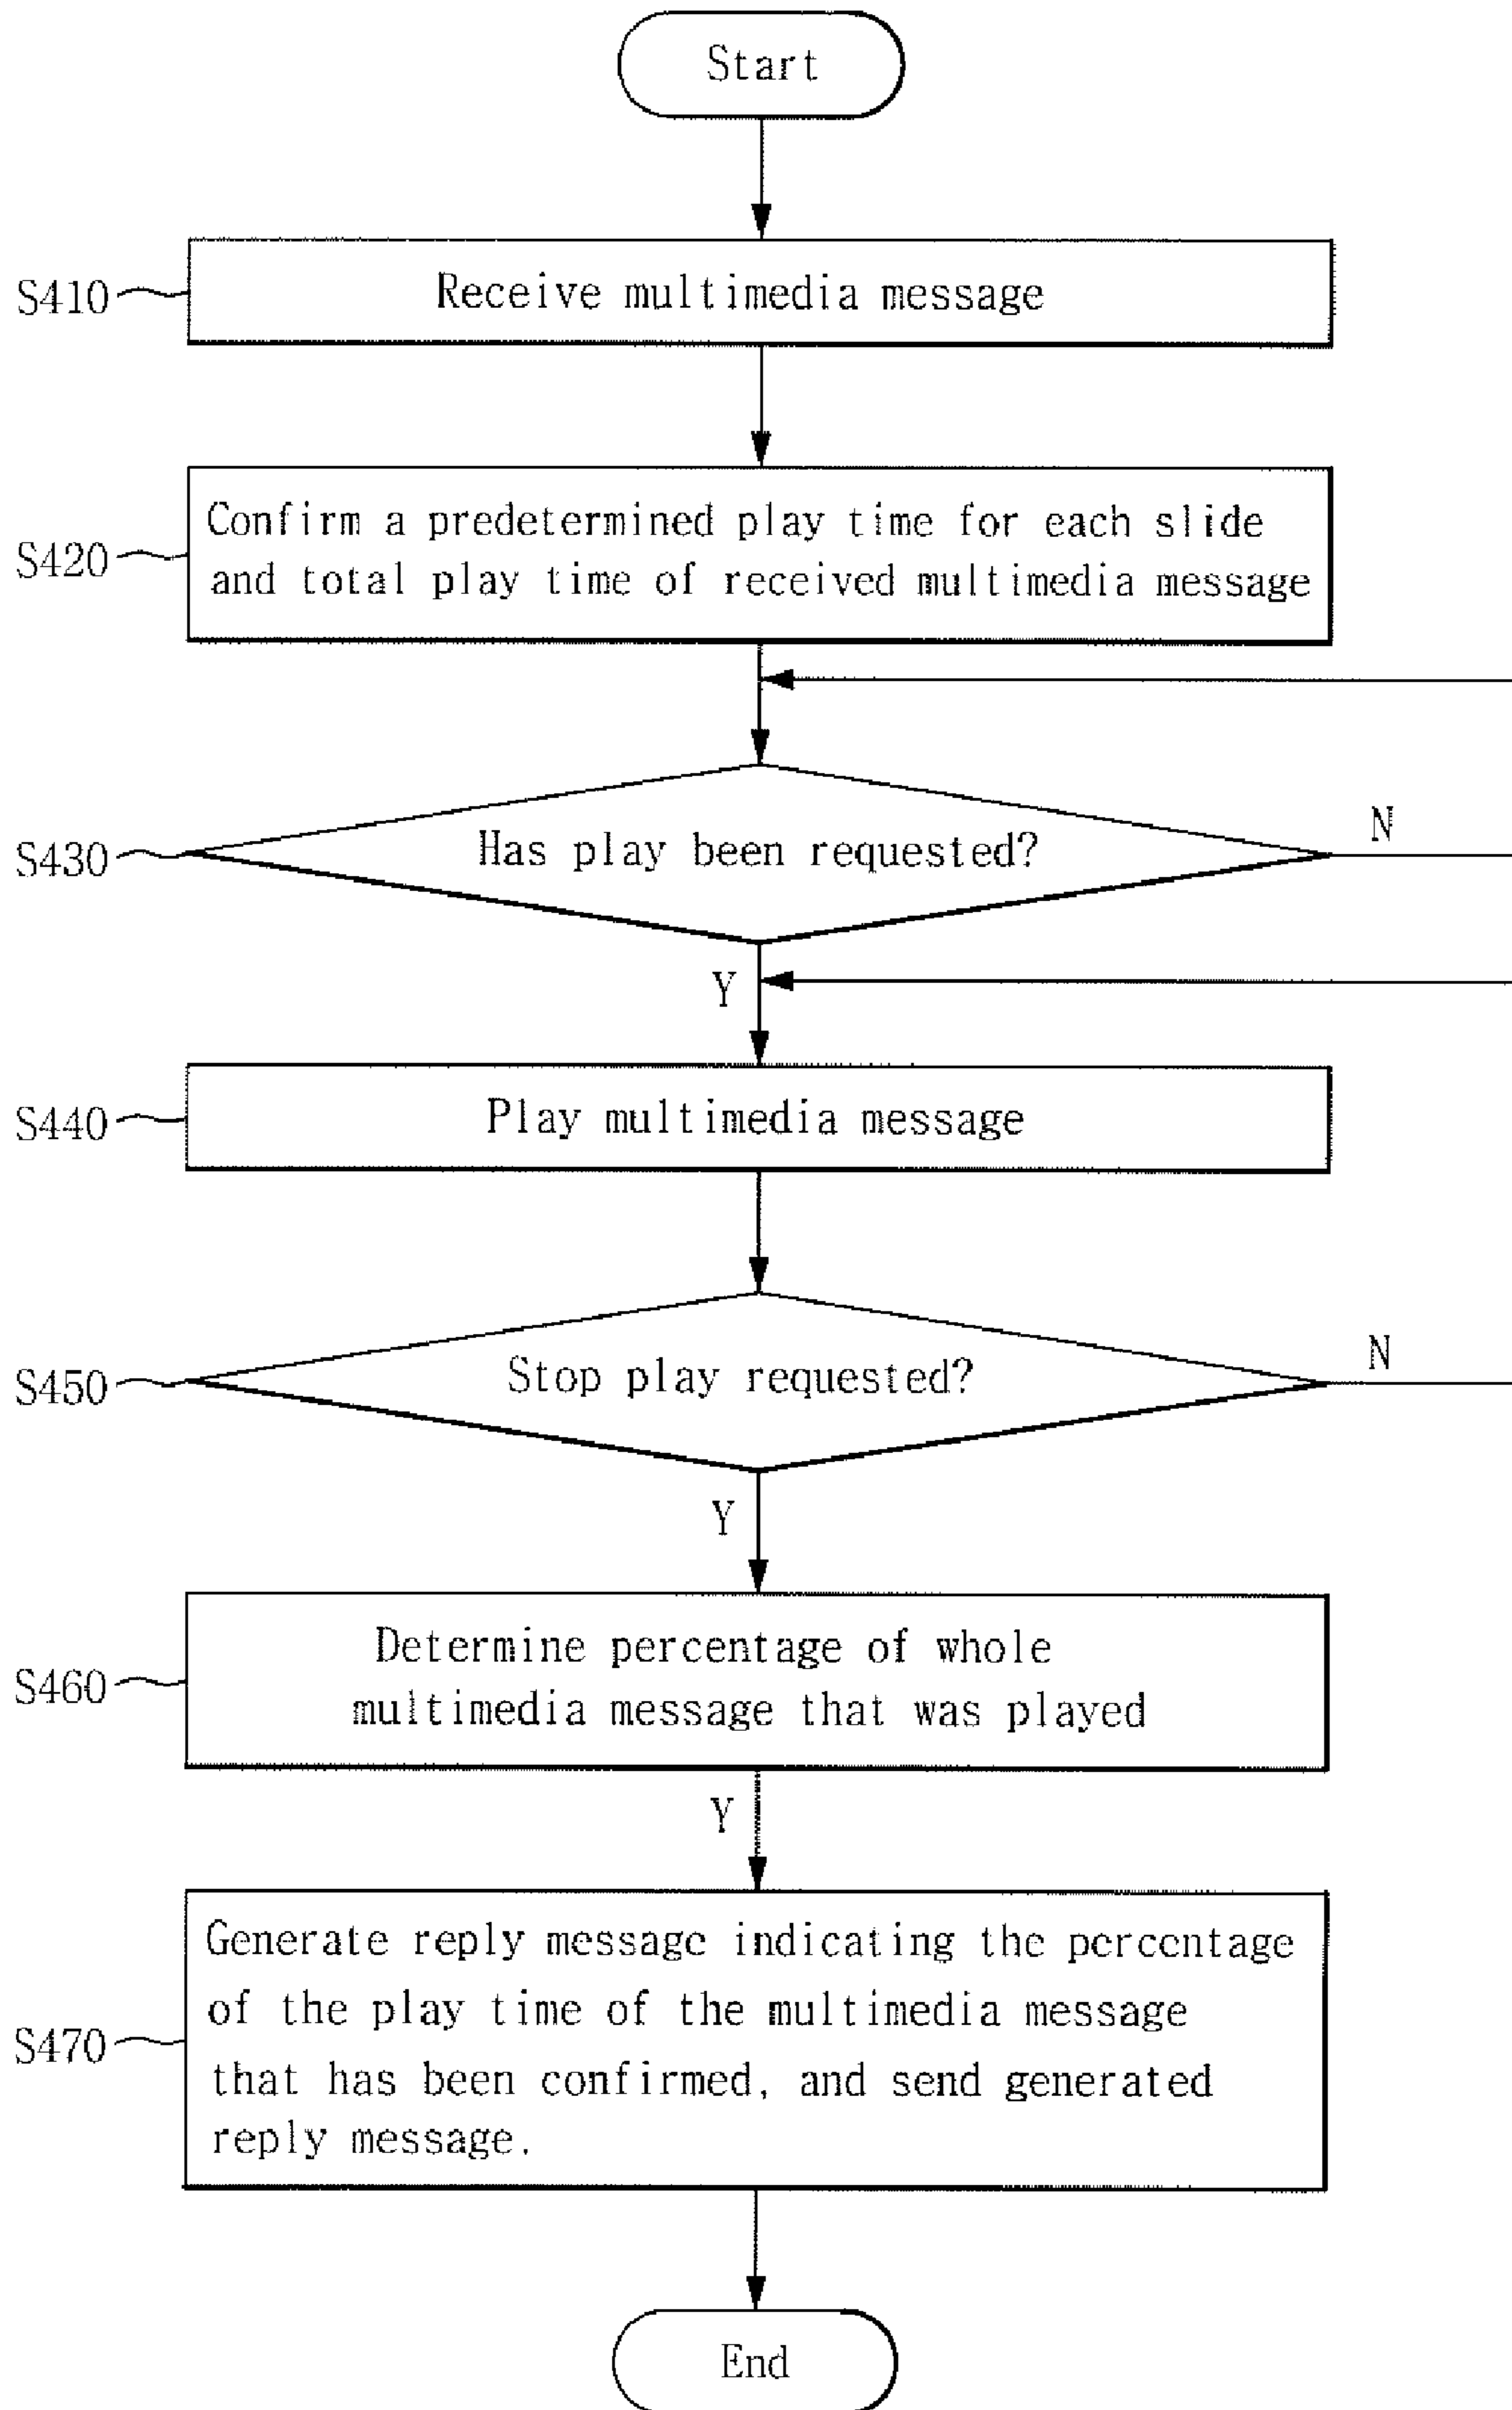 Start
S410
Receive multimedia message
S420
Confirm a predetermined play time for each slide
and total play time of received multimedia message
S430
Has play been requested?
N
Y
S440
Play multimedia message
S450
Stop play requested?
N
Y
S460
Determine percentage of whole
multimedia message that was played
Y
S470
Generate reply message indicating the percentage
of the play time of the multimedia message
that has been confirmed, and send generated
reply message.
End